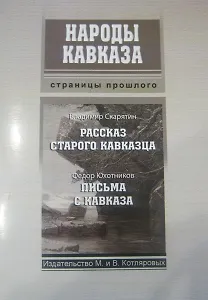 НАРОДЫ
КАВКАЗА
страницы прошлого
Владимир Скарятин
РАССКАЗ
СТАРОГО КАВКАЗЦА
Федор Юхотников
ПИСЬМА
С КАВКАЗА
Издательство М. и В. Котляровых